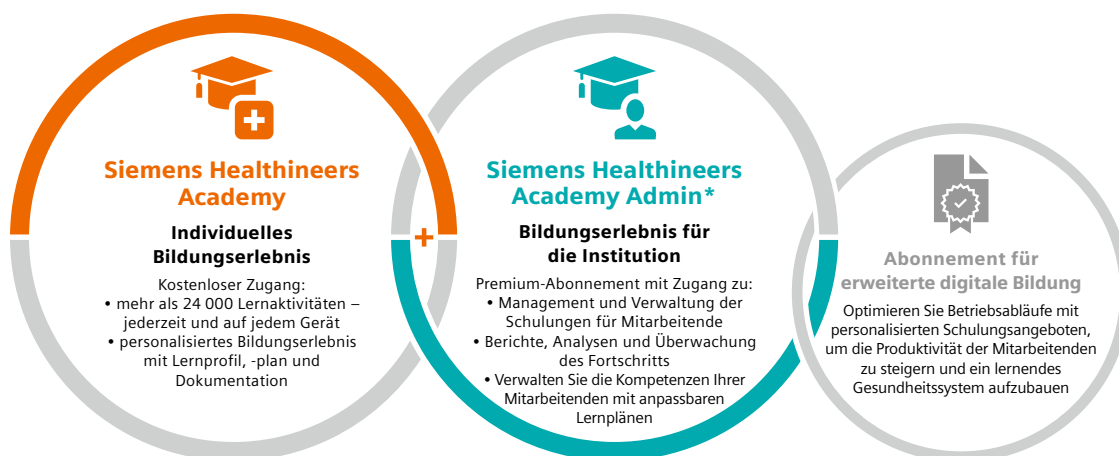 Siemens Healthineers
Academy
Individuelles
Bildungserlebnis
Kostenloser Zugang:
• mehr als 24 000 Lernaktivitäten –
jederzeit und auf jedem Gerät
• personalisiertes Bildungserlebnis
mit Lernprofil, -plan und
Dokumentation
+
Siemens Healthineers
Academy Admin*
Bildungserlebnis für
die Institution
Premium-Abonnement mit Zugang zu:
• Management und Verwaltung der
Schulungen für Mitarbeitende
• Berichte, Analysen und Überwachung
des Fortschritts
• Verwalten Sie die Kompetenzen Ihrer
Mitarbeitenden mit anpassbaren
Lernplänen
Abonnement für
erweiterte digitale Bildung
Optimieren Sie Betriebsabläufe mit
personalisierten Schulungsangeboten,
um die Produktivität der Mitarbeitenden
zu steigern und ein lernendes
Gesundheitssystem aufzubauen